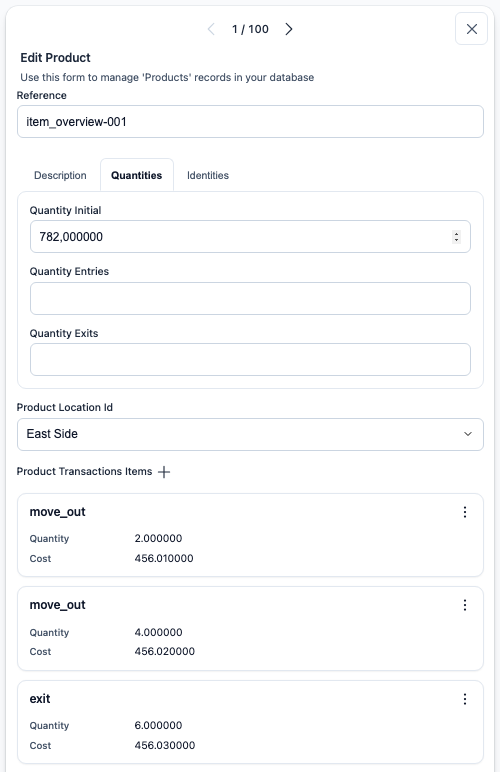 1 / 100
Edit Product
Use this form to manage 'Products' records in your database
Reference
item_overview-001
Description Quantities Identities
Quantity Initial
782,000000
Quantity Entries
Quantity Exits
Product Location Id
East Side
Product Transactions Items
move_out
Quantity 2.000000
Cost 456.010000
move_out
Quantity 4.000000
Cost 456.020000
exit
Quantity 6.000000
Cost 456.030000